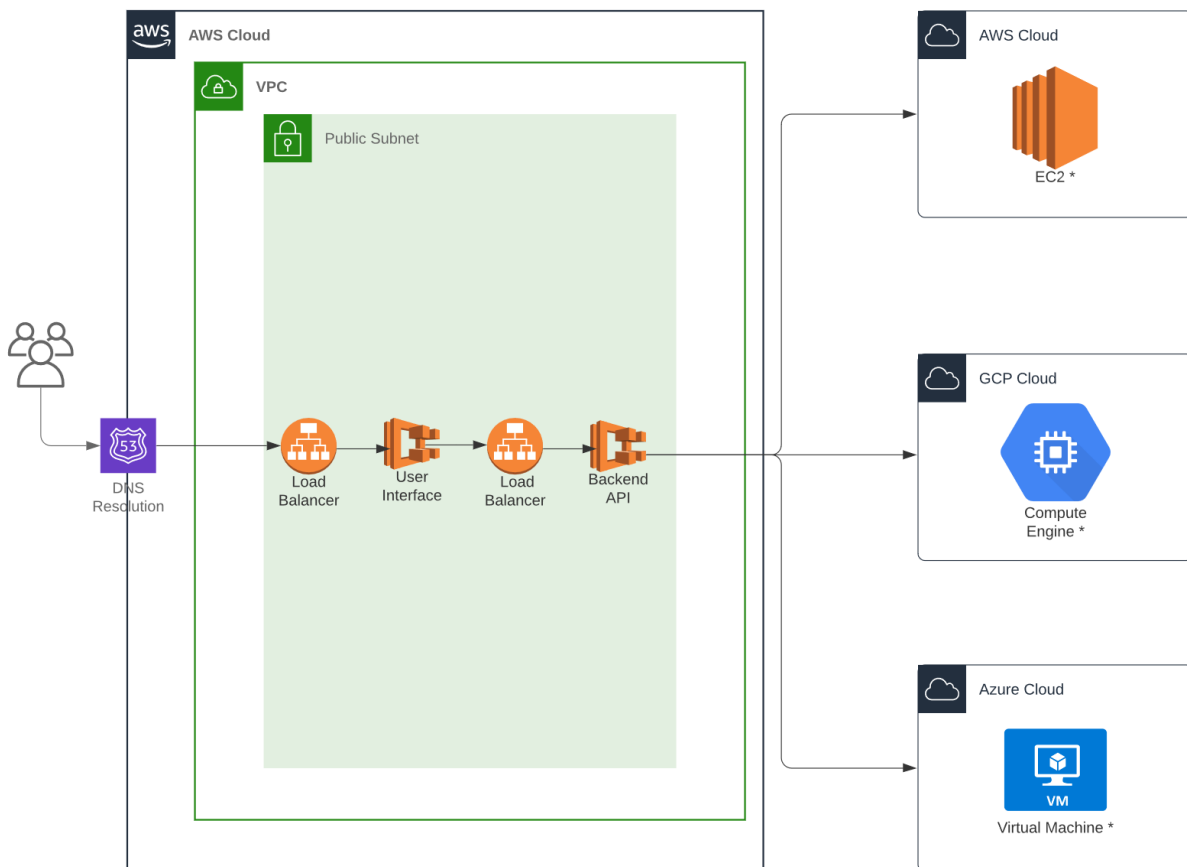 aws
AWS Cloud
VPC
Public Subnet
53
DNS
Resolution
Load
Balancer
User
Interface
Load
Balancer
Backend
API
AWS Cloud
EC2 *
GCP Cloud
Compute
Engine *
Azure Cloud
VM
Virtual Machine *